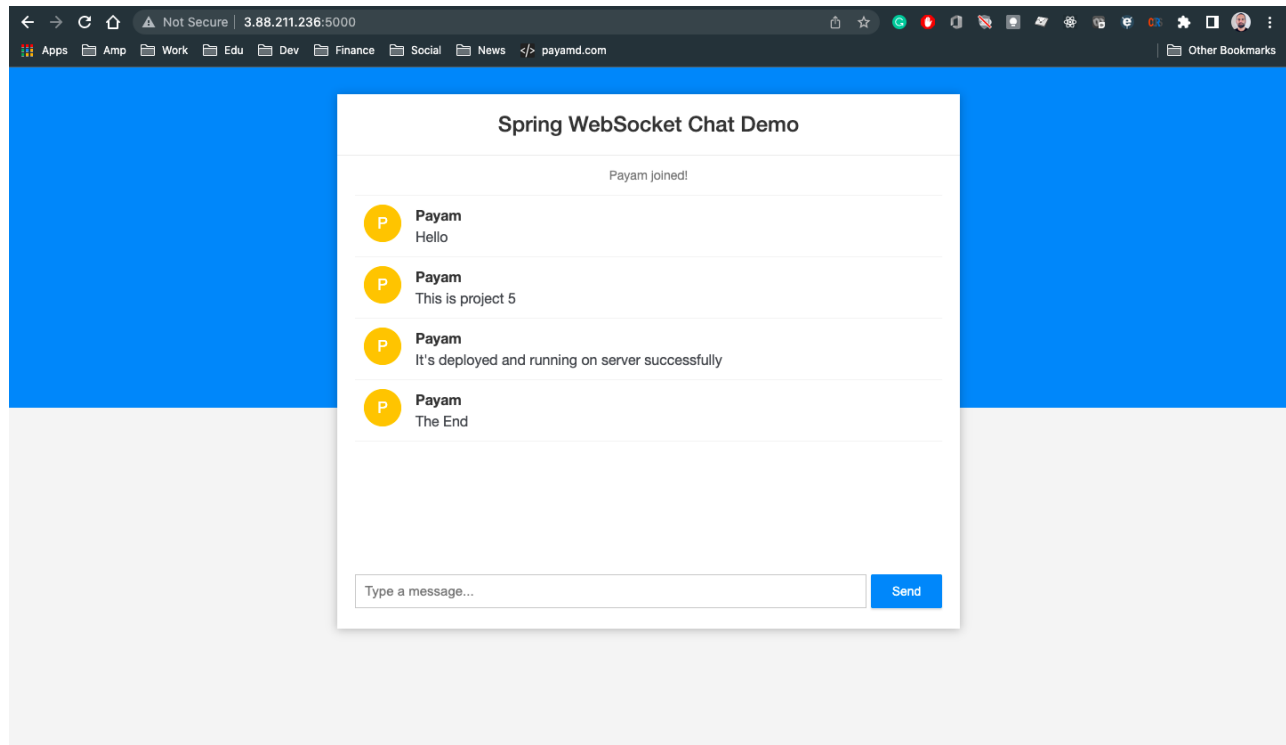 Not Secure 3.88.211.236:5000
Apps Amp Work Edu Dev Finance Social News </> payamd.com Other Bookmarks
Spring WebSocket Chat Demo
Payam joined!
P Payam
Hello
P Payam
This is project 5
P Payam
It's deployed and running on server successfully
P Payam
The End
Type a message... Send